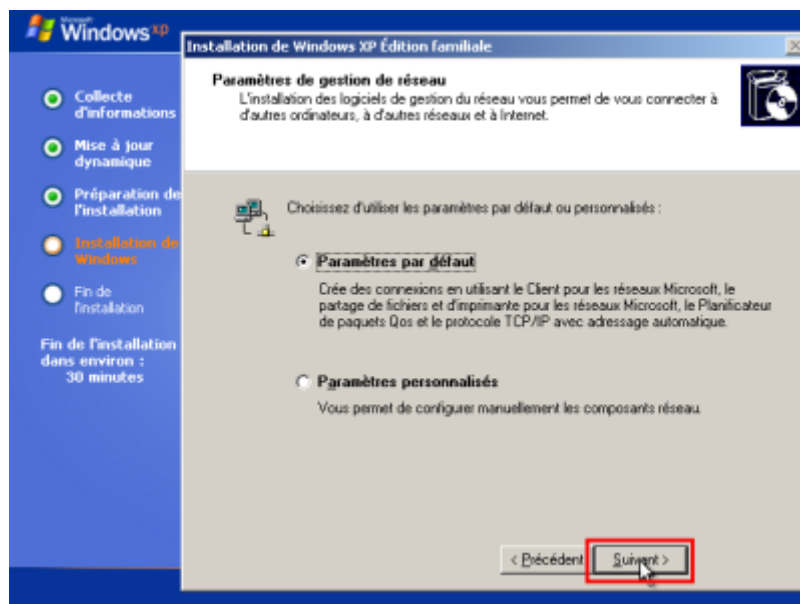 Microsoft
Windows xp
Installation de Windows XP Édition familiale
Collecte
d'informations
Mise à jour
dynamique
Préparation de
l'installation
Installation de
Windows
Fin de
l'installation
Fin de l'installation
dans environ :
30 minutes
Paramètres de gestion de réseau
L'installation des logiciels de gestion du réseau vous permet de vous connecter à
d'autres ordinateurs, à d'autres réseaux et à Internet.
Choisissez d'utiliser les paramètres par défaut ou personnalisés :
Paramètres par défaut
Crée des connexions en utilisant le Client pour les réseaux Microsoft, le
partage de fichiers et d'imprimante pour les réseaux Microsoft, le Planificateur
de paquets Qos et le protocole TCP/IP avec adressage automatique.
Paramètres personnalisés
Vous permet de configurer manuellement les composants réseau.
< Précédent
Suivant >